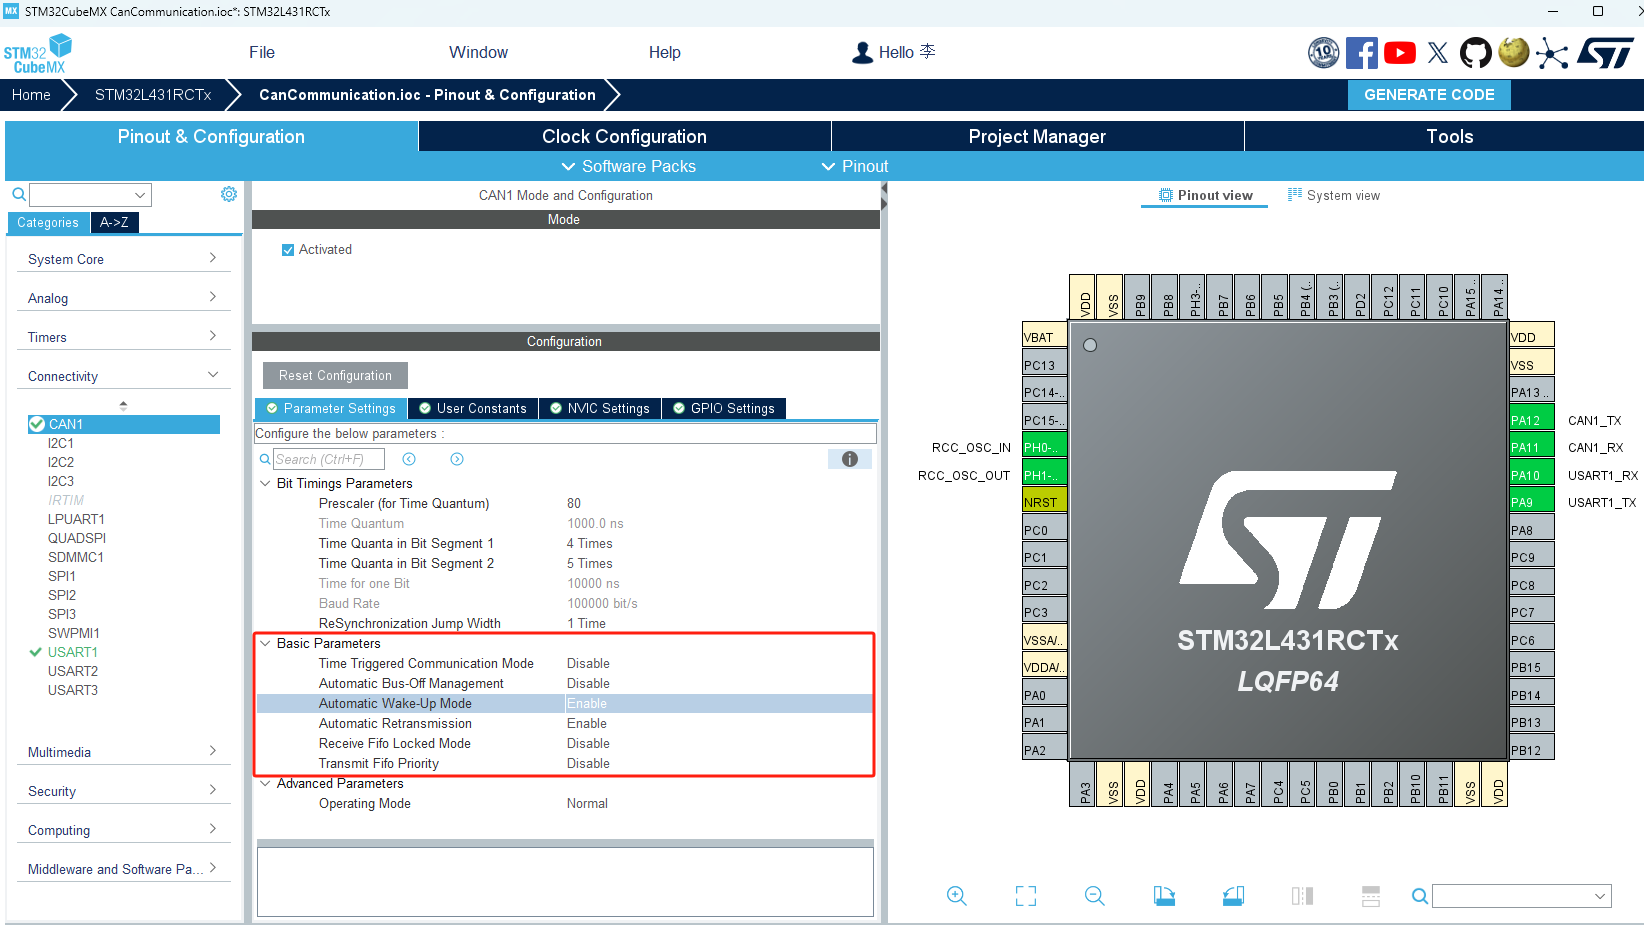 MX STM32CubeMX CanCommunication.ioc*: STM32L431RCTx
STM32
CubeMX
File
Window
Help
Hello 李
10
Home
STM32L431RCTx
CanCommunication.ioc - Pinout & Configuration
GENERATE CODE
Pinout & Configuration
Clock Configuration
Project Manager
Tools
Software Packs
Pinout
Categories
A->Z
System Core
Analog
Timers
Connectivity
CAN1
I2C1
I2C2
I2C3
IRTIM
LPUART1
QUADSPI
SDMMC1
SPI1
SPI2
SPI3
SWPMI1
USART1
USART2
USART3
Multimedia
Security
Computing
Middleware and Software Pa...
CAN1 Mode and Configuration
Mode
Activated
Configuration
Reset Configuration
Parameter Settings
User Constants
NVIC Settings
GPIO Settings
Configure the below parameters :
Search (Ctrl+F)
Bit Timings Parameters
Prescaler (for Time Quantum) 80
Time Quantum 1000.0 ns
Time Quanta in Bit Segment 1 4 Times
Time Quanta in Bit Segment 2 5 Times
Time for one Bit 10000 ns
Baud Rate 100000 bit/s
ReSynchronization Jump Width 1 Time
Basic Parameters
Time Triggered Communication Mode Disable
Automatic Bus-Off Management Disable
Automatic Wake-Up Mode Enable
Automatic Retransmission Enable
Receive Fifo Locked Mode Disable
Transmit Fifo Priority Disable
Advanced Parameters
Operating Mode Normal
Pinout view
System view
VDD
VSS
PB9
PB8
PH3-..
PB7
PB6
PB5
PB4 (..
PB3 (..
PD2
PC12
PC11
PC10
PA15 ..
PA14 ..
VBAT
PC13
PC14-..
PC15-..
RCC_OSC_IN PH0-..
RCC_OSC_OUT PH1-..
NRST
PC0
PC1
PC2
PC3
VSSA/..
VDDA/..
PA0
PA1
PA2
STM32L431RCTx
LQFP64
VDD
VSS
PA13 ..
PA12 CAN1_TX
PA11 CAN1_RX
PA10 USART1_RX
PA9 USART1_TX
PA8
PC9
PC8
PC7
PC6
PB15
PB14
PB13
PB12
PA3
VSS
VDD
PA4
PA5
PA6
PA7
PC4
PC5
PB0
PB1
PB2
PB10
PB11
VSS
VDD